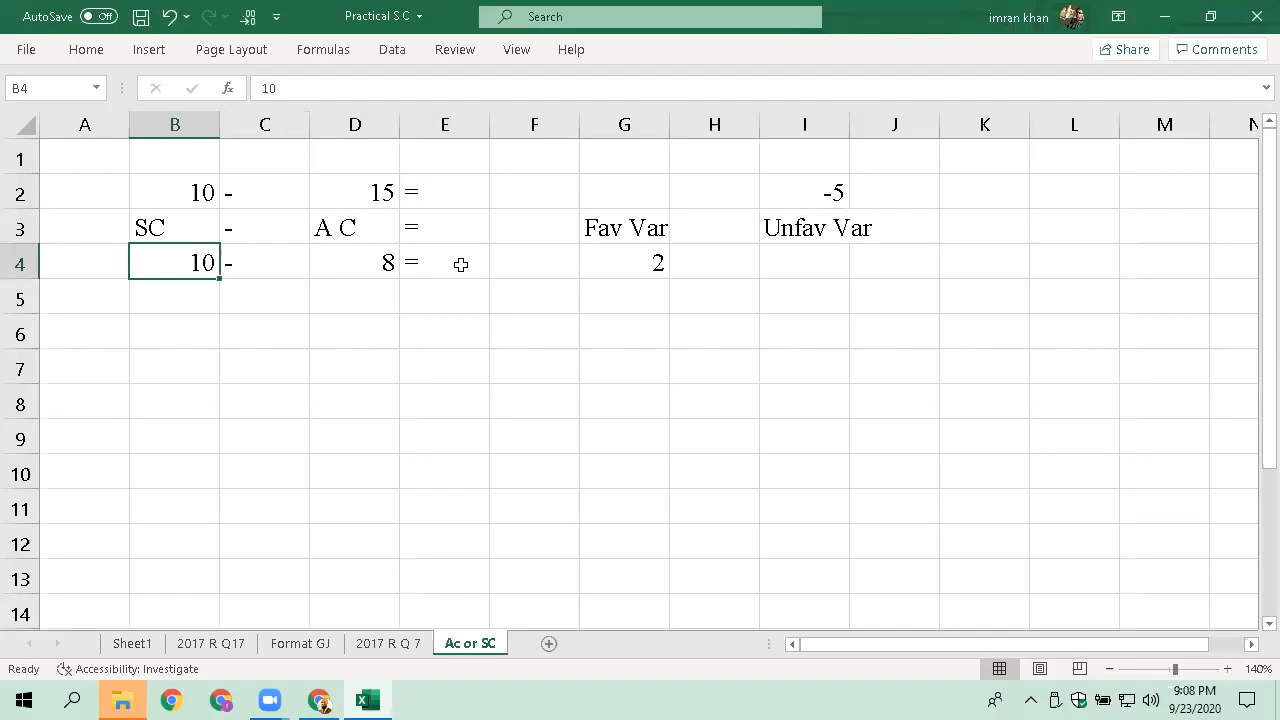 AutoSave Off Practical S C Search imran khan
File Home Insert Page Layout Formulas Data Review View Help Share Comments
B4 fx 10
A B C D E F G H I J K L M N
1
2 10 - 15 = -5
3 SC - A C = Fav Var Unfav Var
4 10 - 8 = 2
5
6
7
8
9
10
11
12
13
14
Sheet1 2017 R Q17 Format GJ 2017 R Q 7 Ac or SC
Ready Accessibility: Investigate 140%
9:08 PM
9/23/2020